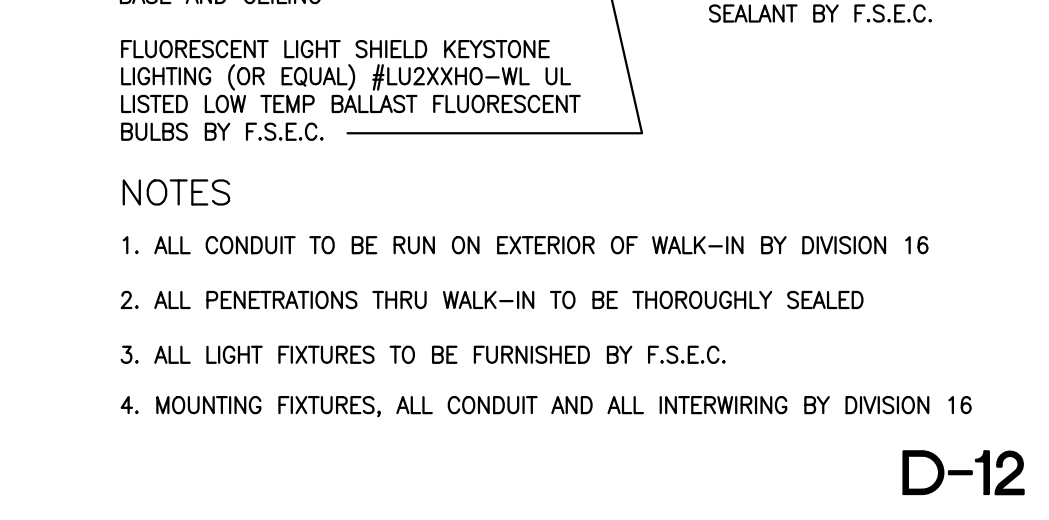 BASE AND CEILING
SEALANT BY F.S.E.C.
FLUORESCENT LIGHT SHIELD KEYSTONE
LIGHTING (OR EQUAL) #LU2XXHO-WL UL
LISTED LOW TEMP BALLAST FLUORESCENT
BULBS BY F.S.E.C.
NOTES
1. ALL CONDUIT TO BE RUN ON EXTERIOR OF WALK-IN BY DIVISION 16
2. ALL PENETRATIONS THRU WALK-IN TO BE THOROUGHLY SEALED
3. ALL LIGHT FIXTURES TO BE FURNISHED BY F.S.E.C.
4. MOUNTING FIXTURES, ALL CONDUIT AND ALL INTERWIRING BY DIVISION 16
D-12